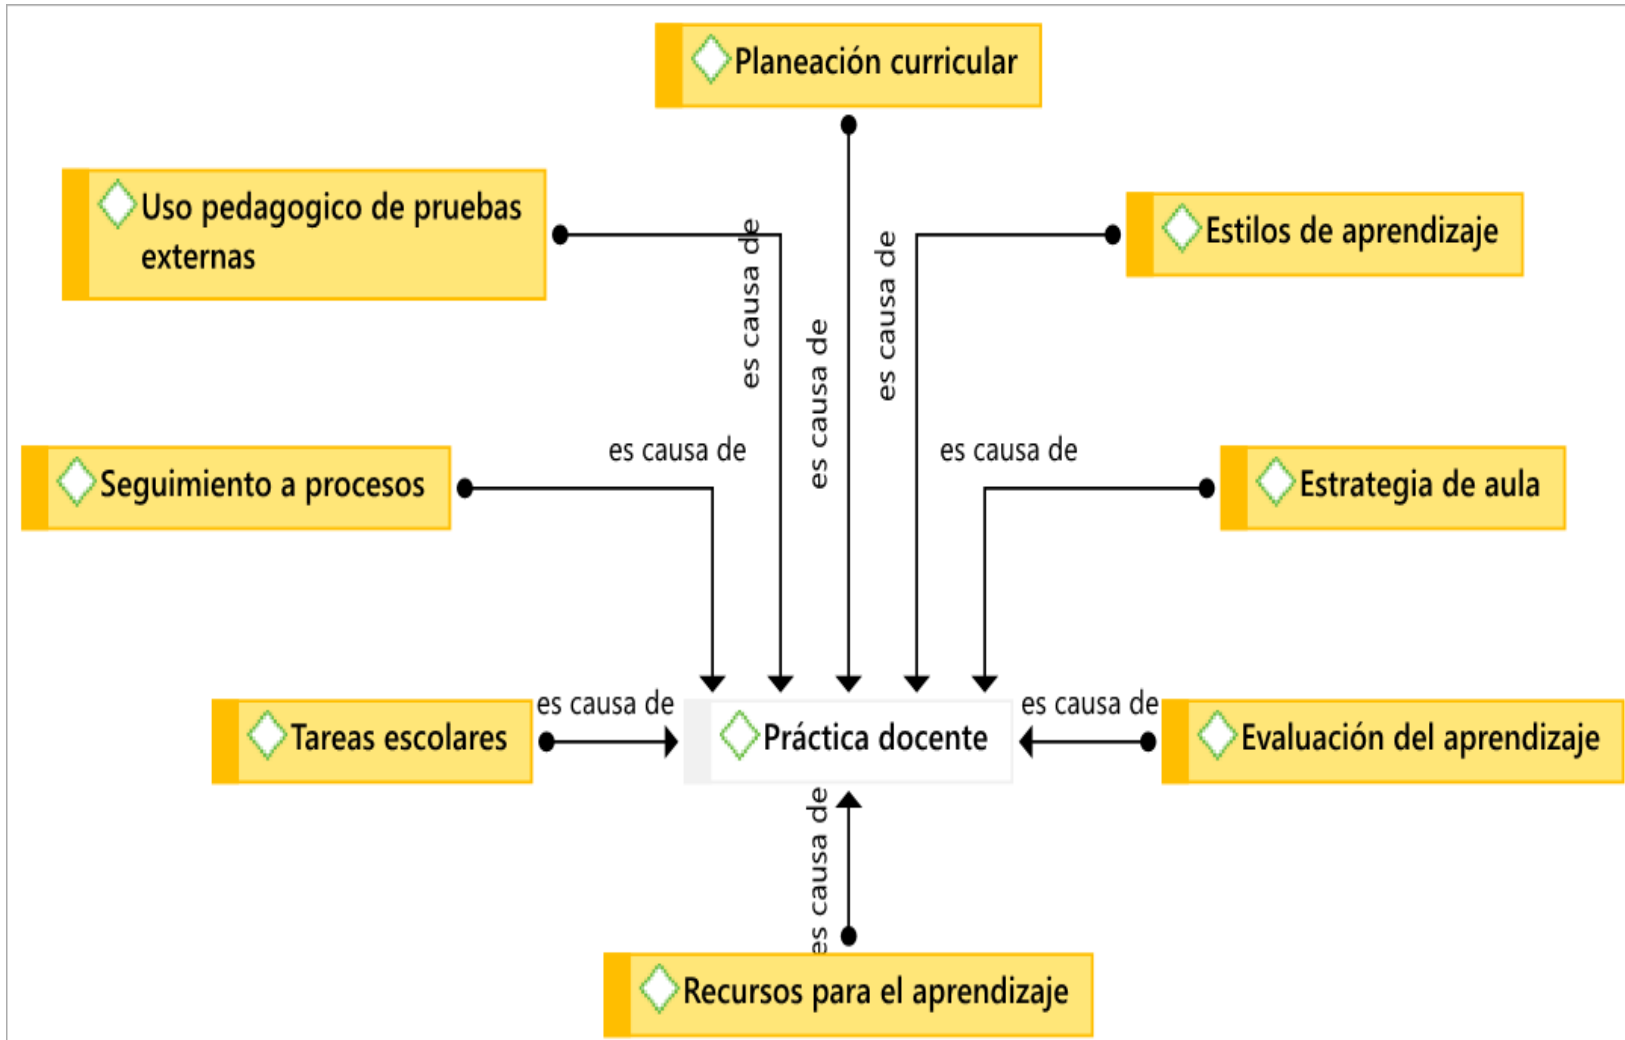 Planeación curricular
Uso pedagogico de pruebas
externas
Estilos de aprendizaje
es causa de
es causa de
es causa de
es causa de
es causa de
Seguimiento a procesos
Estrategia de aula
es causa de
es causa de
Tareas escolares
Práctica docente
Evaluación del aprendizaje
es causa de
Recursos para el aprendizaje